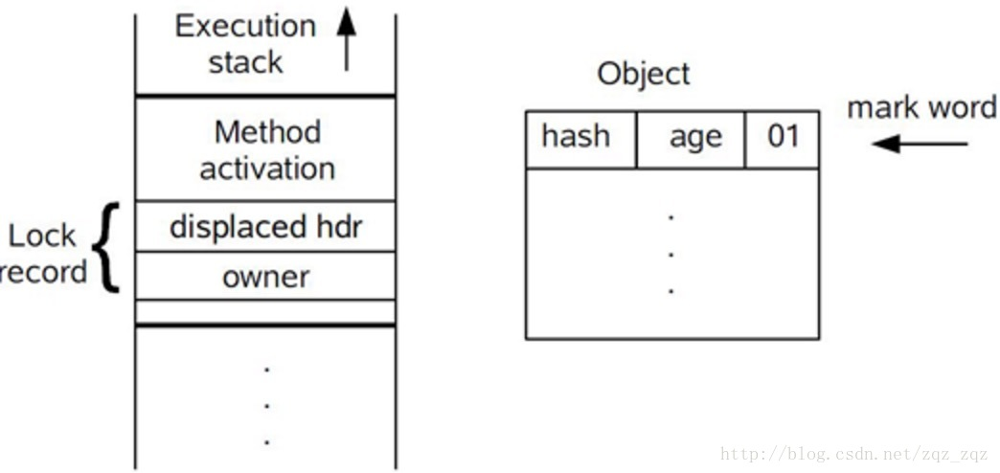 Execution
stack
Method
activation
Lock
record
displaced hdr
owner
.
.
.
Object
mark word
hash age 01
.
.
.
http://blog.csdn.net/zqz_zqz